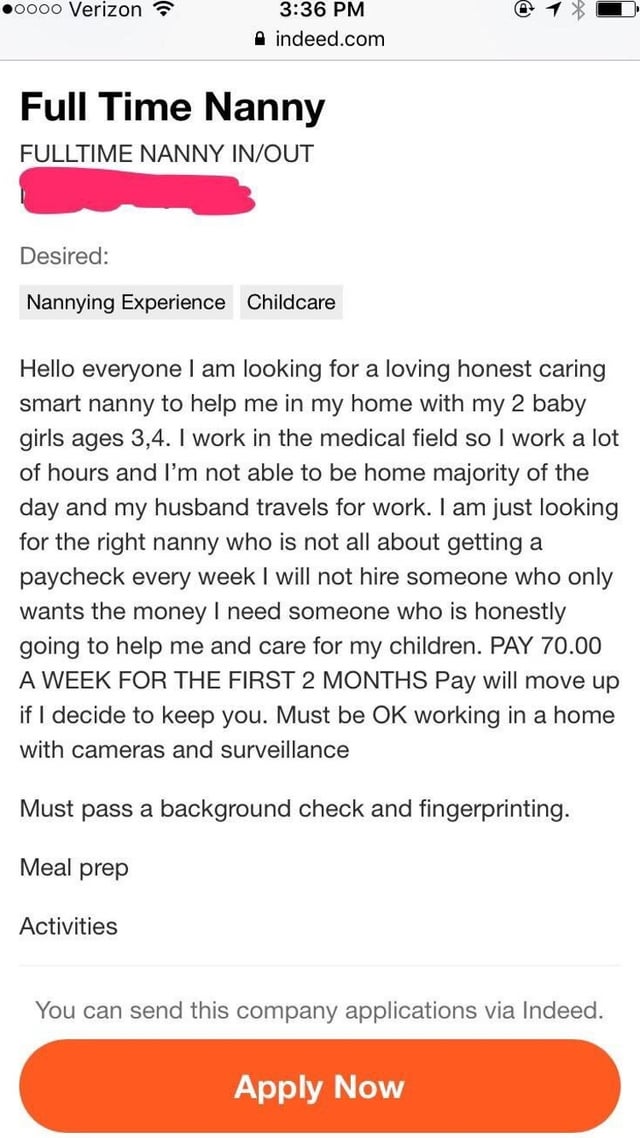 Verizon 3:36 PM
indeed.com
Full Time Nanny
FULLTIME NANNY IN/OUT
Desired:
Nannying Experience Childcare
Hello everyone I am looking for a loving honest caring
smart nanny to help me in my home with my 2 baby
girls ages 3,4. I work in the medical field so I work a lot
of hours and I'm not able to be home majority of the
day and my husband travels for work. I am just looking
for the right nanny who is not all about getting a
paycheck every week I will not hire someone who only
wants the money I need someone who is honestly
going to help me and care for my children. PAY 70.00
A WEEK FOR THE FIRST 2 MONTHS Pay will move up
if I decide to keep you. Must be OK working in a home
with cameras and surveillance
Must pass a background check and fingerprinting.
Meal prep
Activities
You can send this company applications via Indeed.
Apply Now